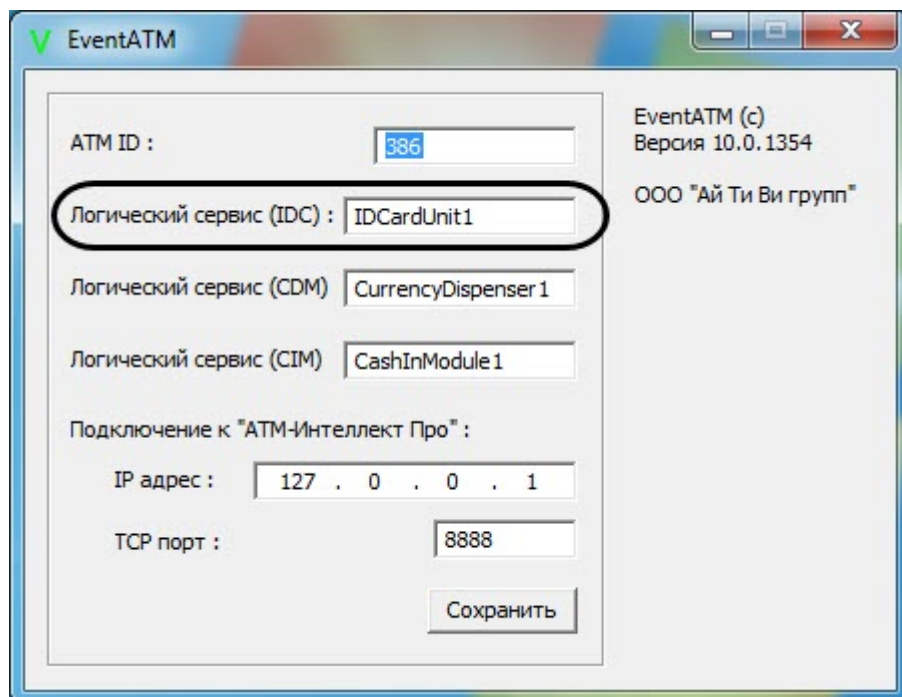 EventATM
ATM ID : 386
EventATM (c)
Версия 10.0.1354
ООО "Ай Ти Ви групп"
Логический сервис (IDC) : IDCardUnit1
Логический сервис (CDM) CurrencyDispenser1
Логический сервис (CIM) CashInModule1
Подключение к "АТМ-Интеллект Про" :
IP адрес : 127 . 0 . 0 . 1
TCP порт : 8888
Сохранить